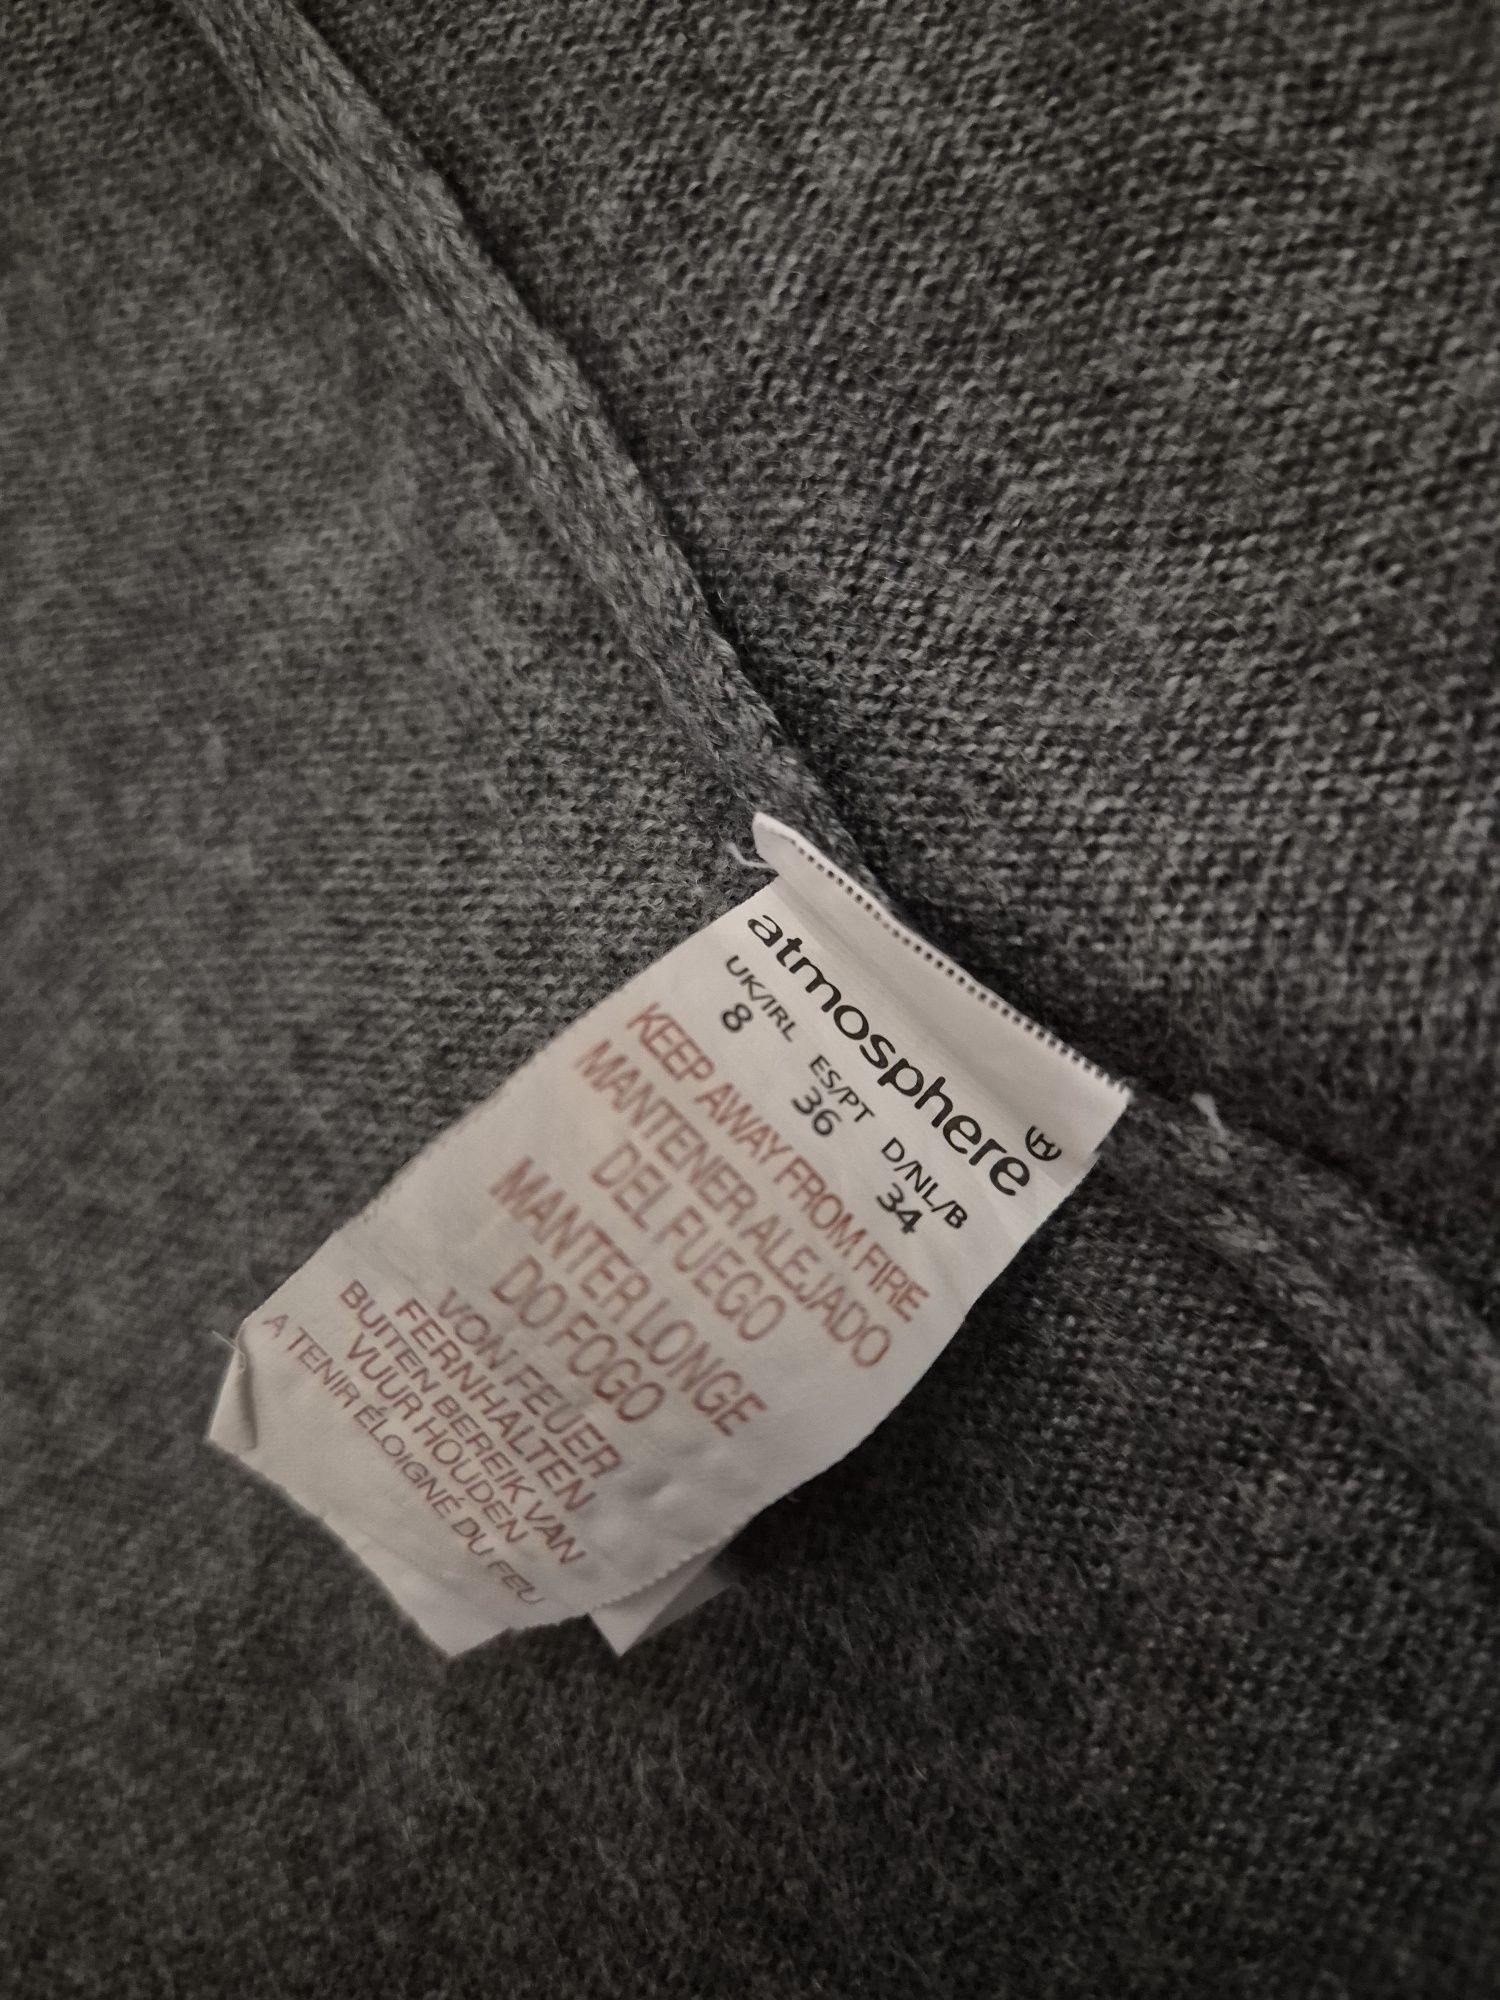 atmosphere®
UK/IRL ES/PT D/NL/B
8 36 34
KEEP AWAY FROM FIRE
MANTENER ALEJADO
DEL FUEGO
MANTER LONGE
DO FOGO
VON FEUER
FERNHALTEN
BUITEN BEREIK VAN
VUUR HOUDEN
A TENIR ÉLOIGNÉ DU FEU